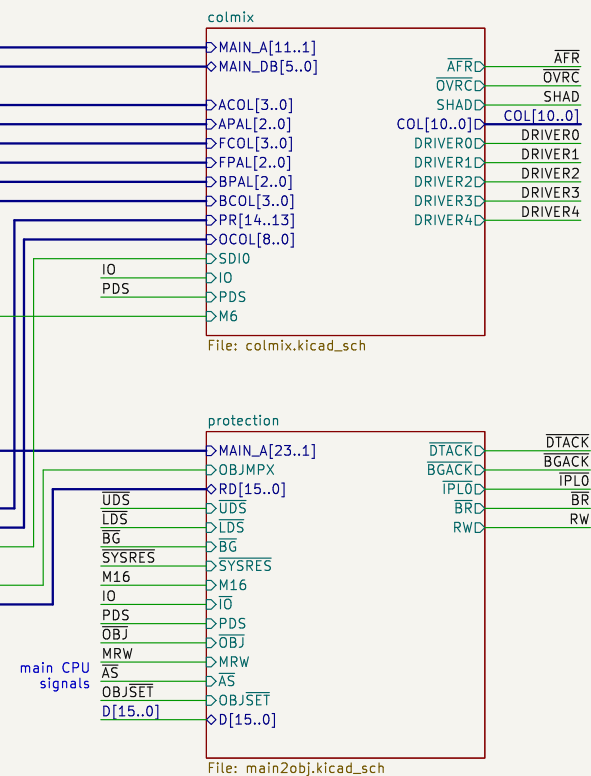 colmix
MAIN_A[11..1]
MAIN_DB[5..0]
ACOL[3..0]
APAL[2..0]
FCOL[3..0]
FPAL[2..0]
BPAL[2..0]
BCOL[3..0]
PR[14..13]
OCOL[8..0]
SDI0
IO IO
PDS PDS
M6
AFR AFR
OVRC OVRC
SHAD SHAD
COL[10..0] COL[10..0]
DRIVER0 DRIVER0
DRIVER1 DRIVER1
DRIVER2 DRIVER2
DRIVER3 DRIVER3
DRIVER4 DRIVER4
File: colmix.kicad_sch
protection
MAIN_A[23..1]
OBJMPX
RD[15..0]
UDS UDS
LDS LDS
BG BG
SYSRES SYSRES
M16 M16
IO IO
PDS PDS
OBJ OBJ
MRW MRW
AS AS
OBJSET OBJSET
D[15..0] D[15..0]
main CPU
signals
DTACK DTACK
BGACK BGACK
IPL0 IPL0
BR BR
RW RW
File: main2obj.kicad_sch